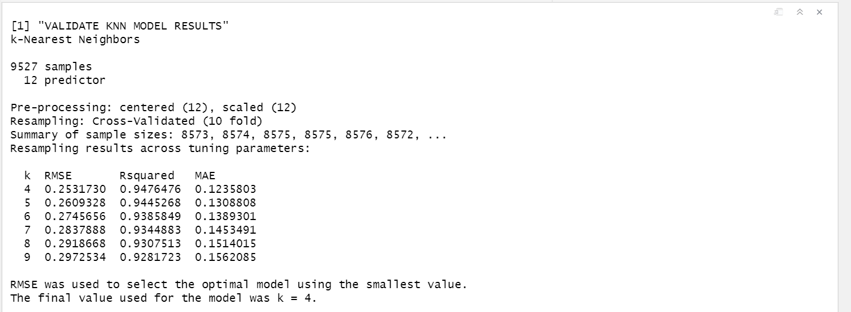 [1] "VALIDATE KNN MODEL RESULTS"
k-Nearest Neighbors
9527 samples
12 predictor
Pre-processing: centered (12), scaled (12)
Resampling: Cross-Validated (10 fold)
Summary of sample sizes: 8573, 8574, 8575, 8575, 8576, 8572, ...
Resampling results across tuning parameters:
k RMSE Rsquared MAE
4 0.2531730 0.9476476 0.1235803
5 0.2609328 0.9445268 0.1308808
6 0.2745656 0.9385849 0.1389301
7 0.2837888 0.9344883 0.1453491
8 0.2918668 0.9307513 0.1514015
9 0.2972534 0.9281723 0.1562085
RMSE was used to select the optimal model using the smallest value.
The final value used for the model was k = 4.